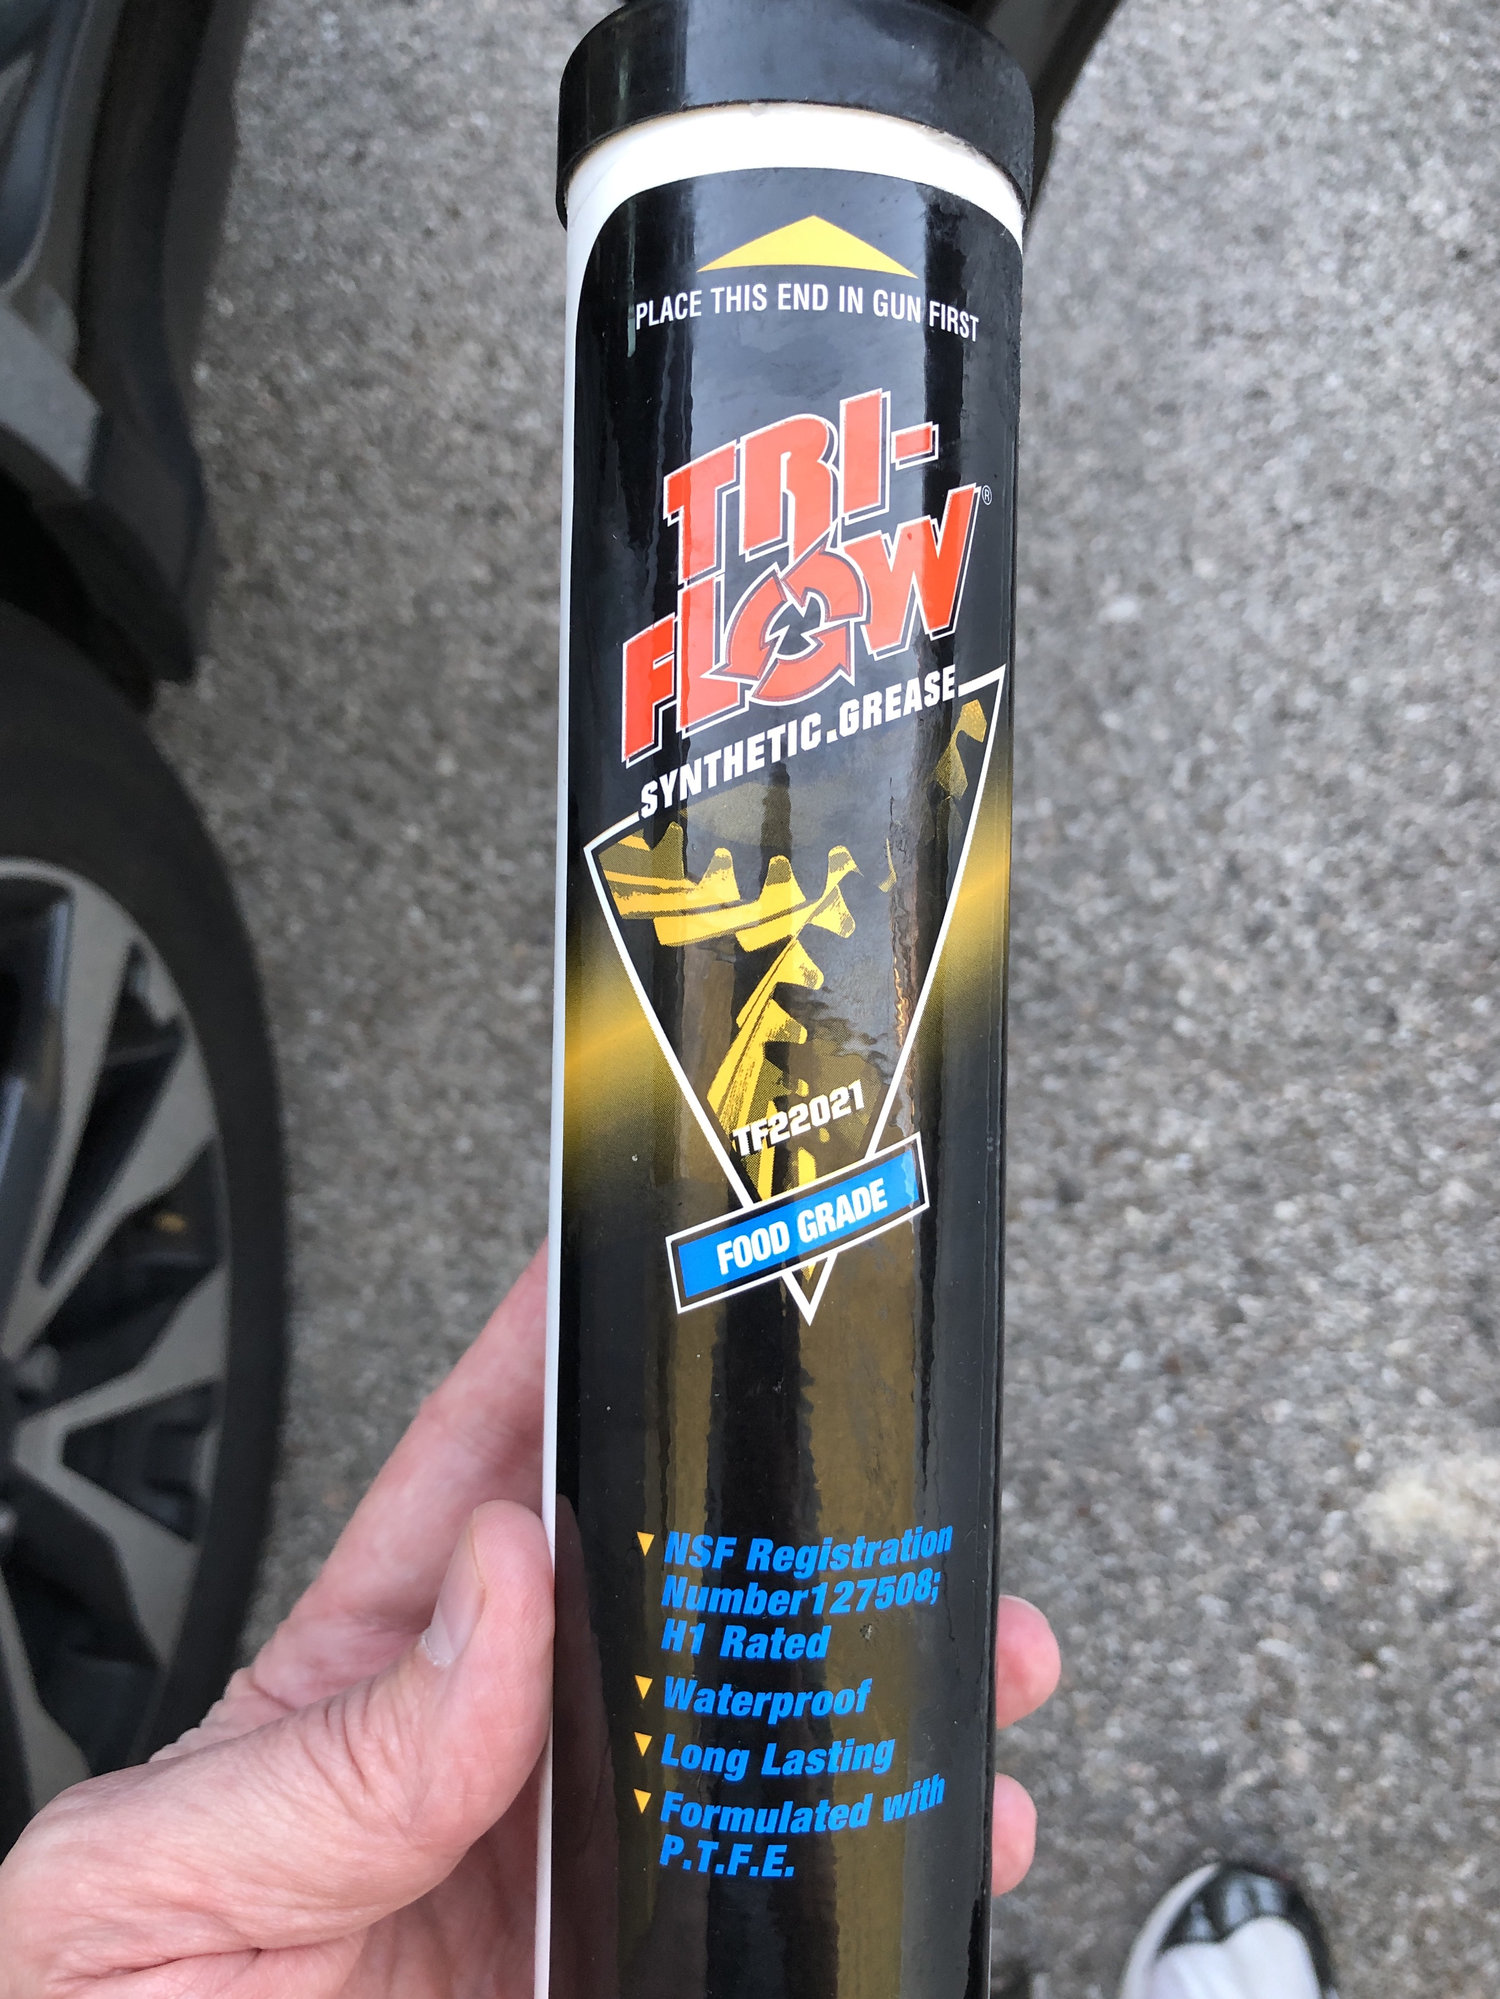 PLACE THIS END IN GUN FIRST
TRI-
FLOW®
SYNTHETIC.GREASE
TF22021
FOOD GRADE
NSF Registration
Number127508;
H1 Rated
Waterproof
Long Lasting
Formulated with
P.T.F.E.